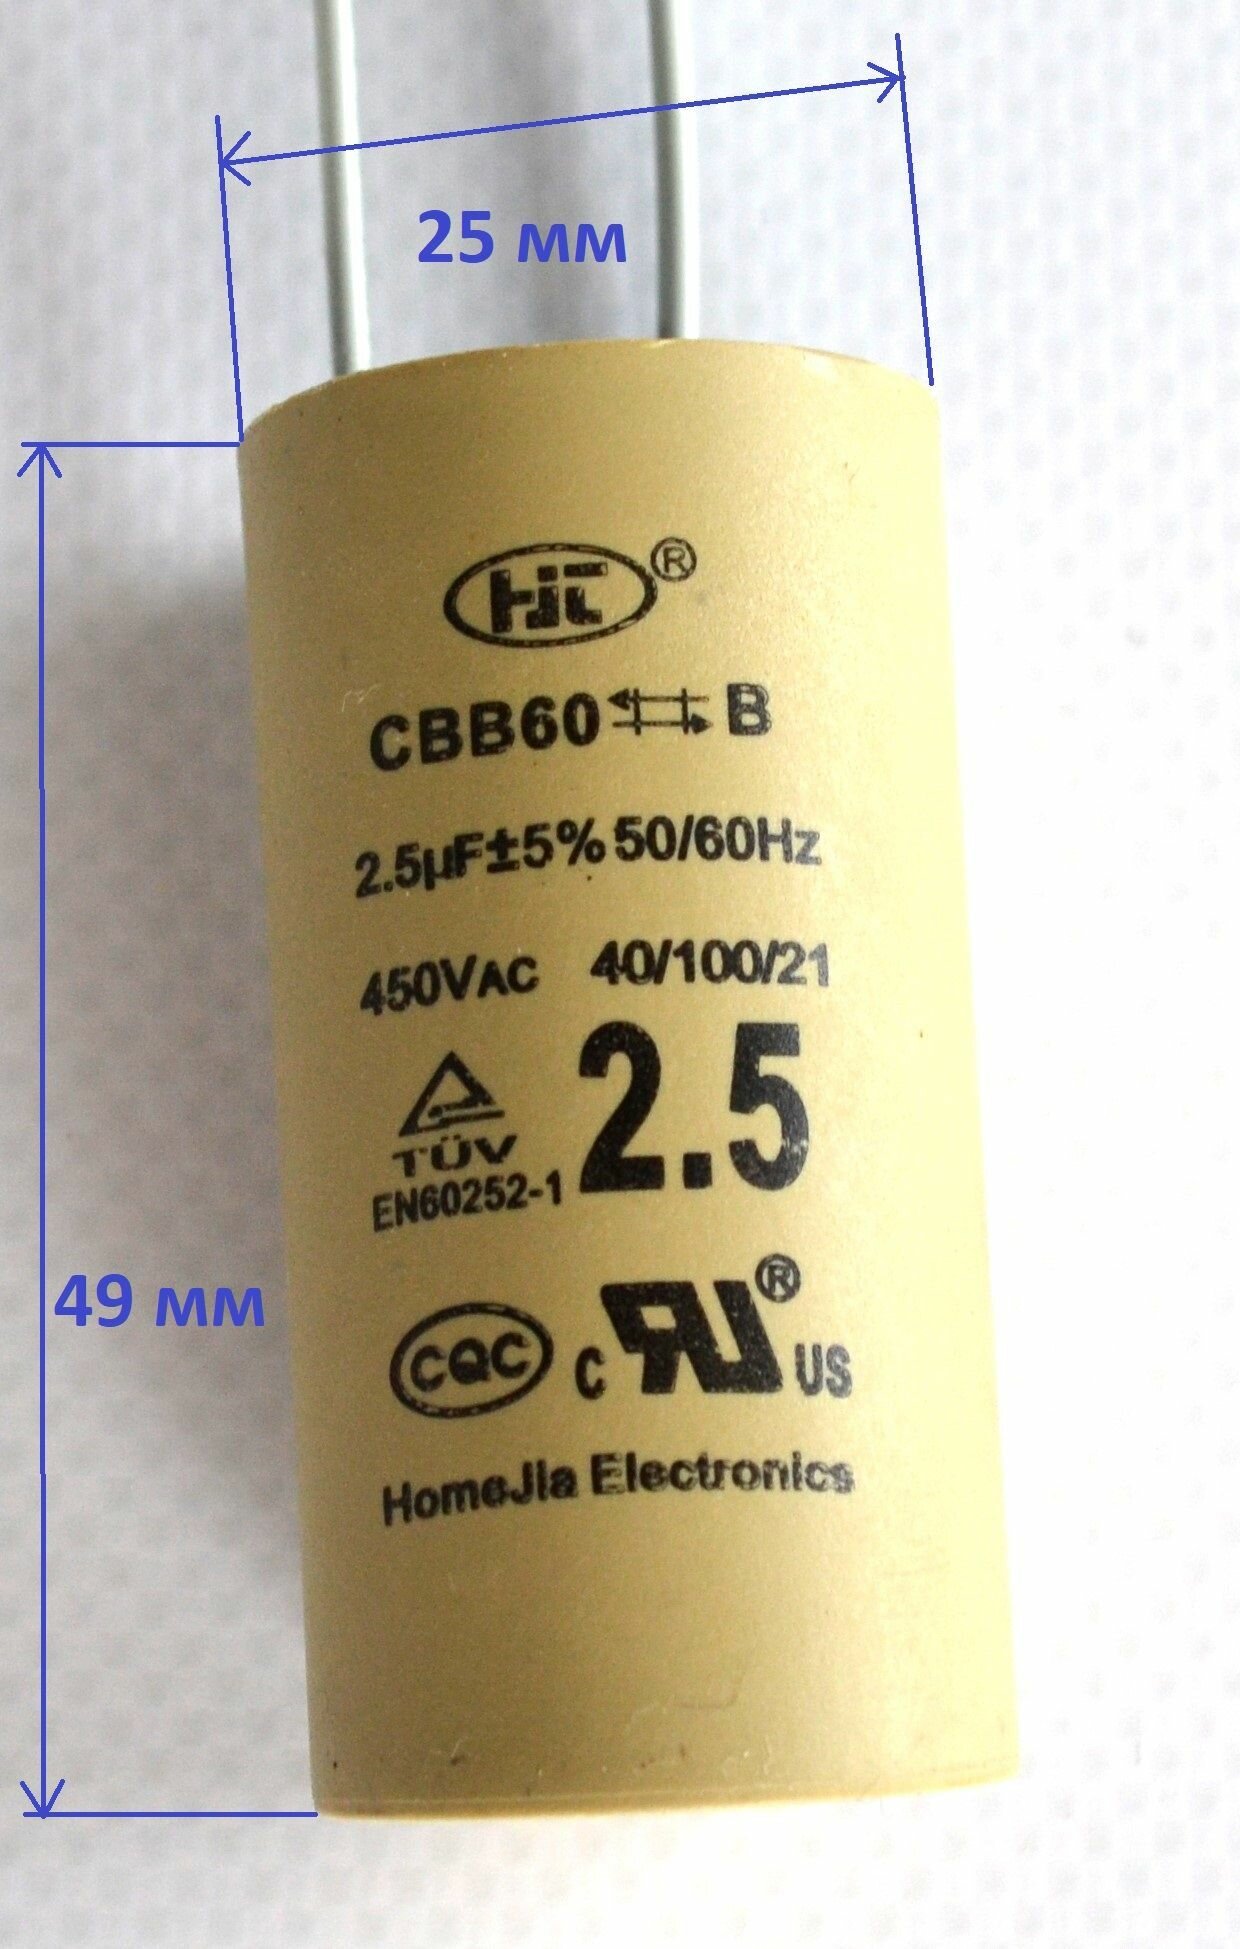 25 мм
HJC ®
CBB60 B
2.5µF±5% 50/60Hz
450VAC 40/100/21
2.5
TÜV
EN60252-1
49 мм
CQC
C RU ® US
HomeJia Electronics